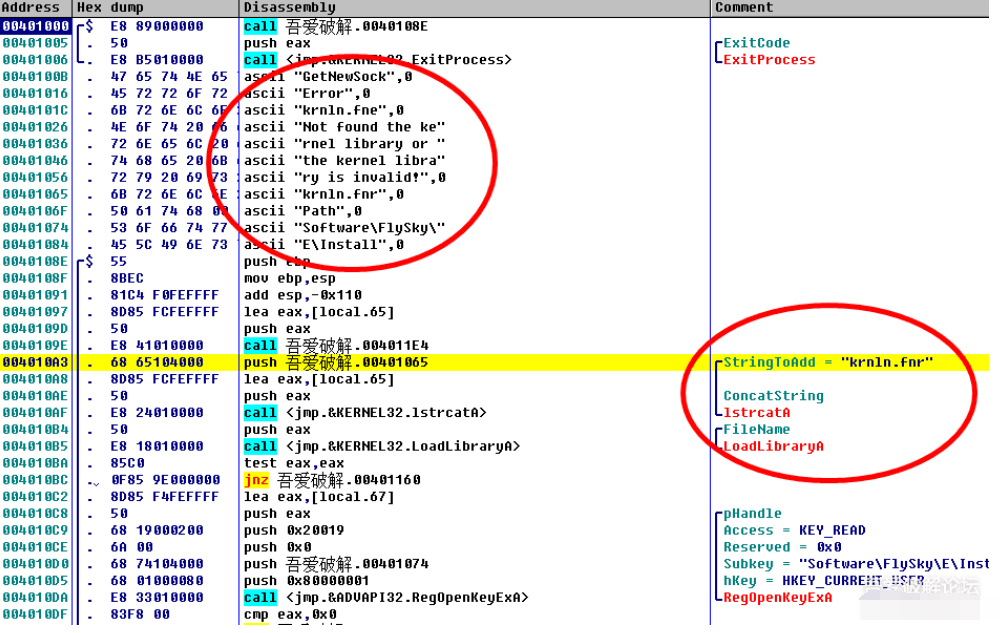 Address Hex dump Disassembly Comment
00401000 $ E8 89000000 call 吾爱破解.0040108E
00401005 . 50 push eax ExitCode
00401006 . E8 B5010000 call <jmp.&KERNEL32.ExitProcess> ExitProcess
0040100B . 47 65 74 4E 65 ascii "GetNewSock",0
00401016 . 45 72 72 6F 72 ascii "Error",0
0040101C . 6B 72 6E 6C 6E ascii "krnln.fne",0
00401026 . 4E 6F 74 20 66 ascii "Not found the ke"
00401036 . 72 6E 65 6C 20 ascii "rnel library or "
00401046 . 74 68 65 20 6B ascii "the kernel libra"
00401056 . 72 79 20 69 73 ascii "ry is invalid!",0
00401065 . 6B 72 6E 6C 6E ascii "krnln.fnr",0
0040106F . 50 61 74 68 00 ascii "Path",0
00401074 . 53 6F 66 74 77 ascii "Software\FlySky\"
00401084 . 45 5C 49 6E 73 ascii "E\Install",0
0040108E $ 55 push ebp
0040108F . 8BEC mov ebp,esp
00401091 . 81C4 F0FEFFFF add esp,-0x110
00401097 . 8D85 FCFEFFFF lea eax,[local.65]
0040109D . 50 push eax
0040109E . E8 41010000 call 吾爱破解.004011E4
004010A3 . 68 65104000 push 吾爱破解.00401065 StringToAdd = "krnln.fnr"
004010A8 . 8D85 FCFEFFFF lea eax,[local.65]
004010AE . 50 push eax ConcatString
004010AF . E8 24010000 call <jmp.&KERNEL32.lstrcatA> lstrcatA
004010B4 . 50 push eax FileName
004010B5 . E8 18010000 call <jmp.&KERNEL32.LoadLibraryA> LoadLibraryA
004010BA . 85C0 test eax,eax
004010BC .⌄ 0F85 9E000000 jnz 吾爱破解.00401160
004010C2 . 8D85 F4FEFFFF lea eax,[local.67]
004010C8 . 50 push eax pHandle
004010C9 . 68 19000200 push 0x20019 Access = KEY_READ
004010CE . 6A 00 push 0x0 Reserved = 0x0
004010D0 . 68 74104000 push 吾爱破解.00401074 Subkey = "Software\FlySky\E\Inst
004010D5 . 68 01000080 push 0x80000001 hKey = HKEY_CURRENT_USER
004010DA . E8 33010000 call <jmp.&ADVAPI32.RegOpenKeyExA> RegOpenKeyExA
004010DF . 83F8 00 cmp eax,0x0